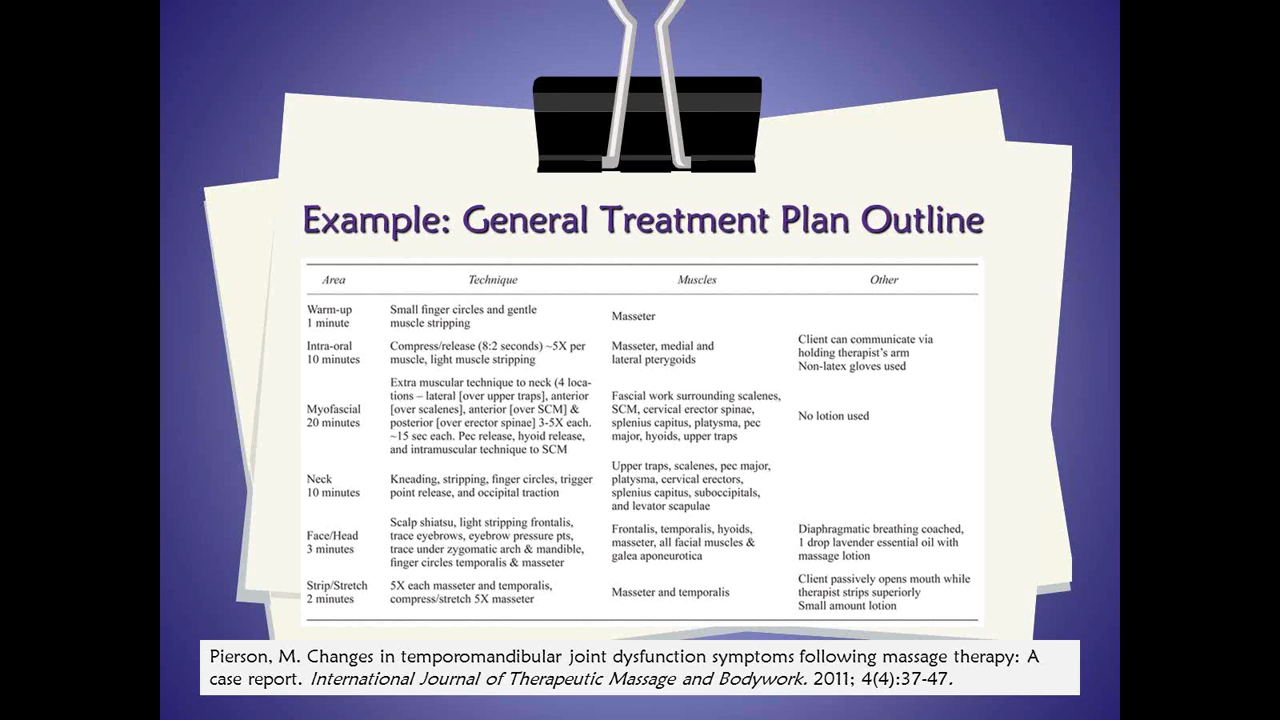 Example: General Treatment Plan Outline
Area Technique Muscles Other
Warm-up
1 minute
Small finger circles and gentle
muscle stripping
Masseter
Intra-oral
10 minutes
Compress/release (8:2 seconds) ~5X per
muscle, light muscle stripping
Masseter, medial and
lateral pterygoids
Client can communicate via
holding therapist's arm
Non-latex gloves used
Myofascial
20 minutes
Extra muscular technique to neck (4 loca-
tions – lateral [over upper traps], anterior
[over scalenes], anterior [over SCM] &
posterior [over erector spinae] 3-5X each.
~15 sec each. Pec release, hyoid release,
and intramuscular technique to SCM
Fascial work surrounding scalenes,
SCM, cervical erector spinae,
splenius capitus, platysma, pec
major, hyoids, upper traps
No lotion used
Neck
10 minutes
Kneading, stripping, finger circles, trigger
point release, and occipital traction
Upper traps, scalenes, pec major,
platysma, cervical erectors,
splenius capitus, suboccipitals,
and levator scapulae
Face/Head
3 minutes
Scalp shiatsu, light stripping frontalis,
trace eyebrows, eyebrow pressure pts,
trace under zygomatic arch & mandible,
finger circles temporalis & masseter
Frontalis, temporalis, hyoids,
masseter, all facial muscles &
galea aponeurotica
Diaphragmatic breathing coached,
1 drop lavender essential oil with
massage lotion
Strip/Stretch
2 minutes
5X each masseter and temporalis,
compress/stretch 5X masseter
Masseter and temporalis
Client passively opens mouth while
therapist strips superiorly
Small amount lotion
Pierson, M. Changes in temporomandibular joint dysfunction symptoms following massage therapy: A
case report. International Journal of Therapeutic Massage and Bodywork. 2011; 4(4):37-47.